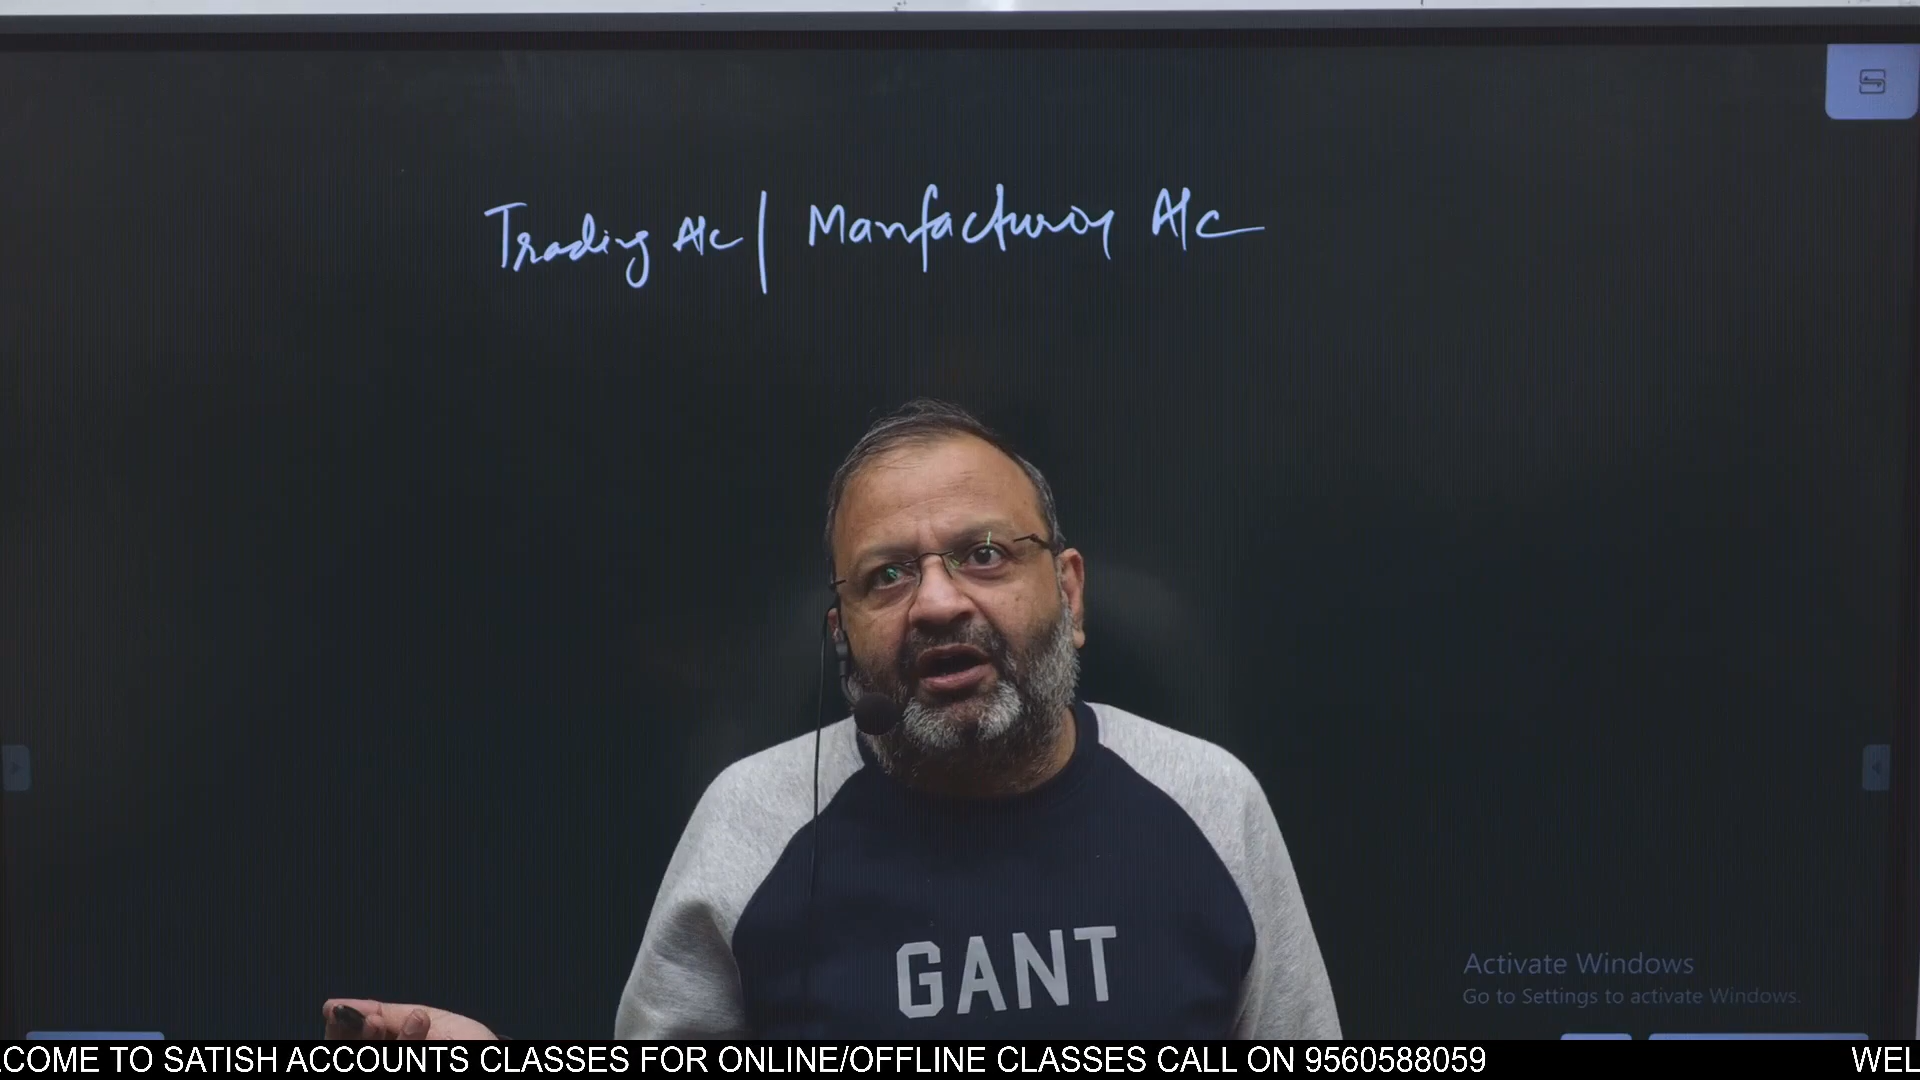 Trading A/c | Manfacturing A/c
GANT
Activate Windows
Go to Settings to activate Windows.
COME TO SATISH ACCOUNTS CLASSES FOR ONLINE/OFFLINE CLASSES CALL ON 9560588059 WEL